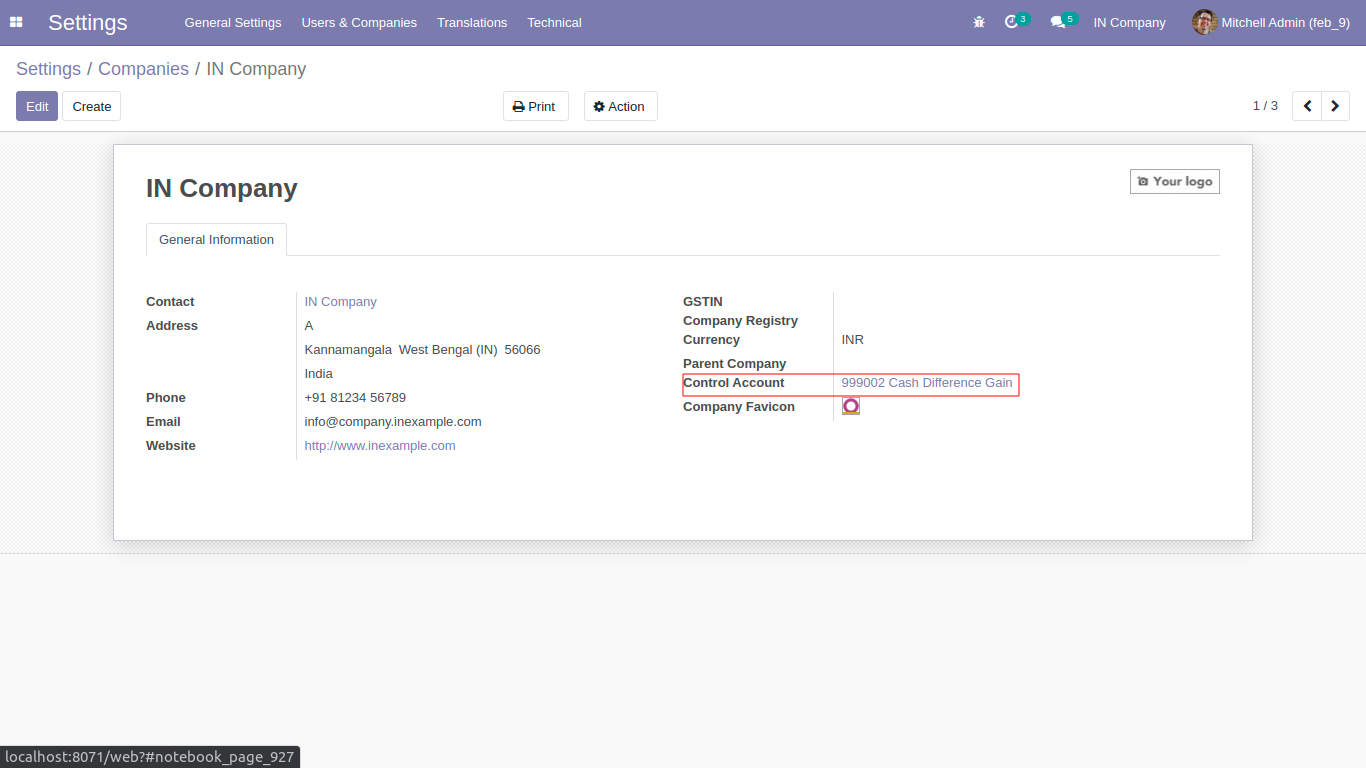 Settings General Settings Users & Companies Translations Technical 3 5 IN Company Mitchell Admin (feb_9)
Settings / Companies / IN Company
Edit Create Print Action 1 / 3
IN Company Your logo
General Information
Contact IN Company GSTIN
Company Registry
Address A
Currency INR
Kannamangala West Bengal (IN) 56066
Parent Company
India
Control Account 999002 Cash Difference Gain
Phone +91 81234 56789
Company Favicon
Email info@company.inexample.com
Website http://www.inexample.com
localhost:8071/web?#notebook_page_927